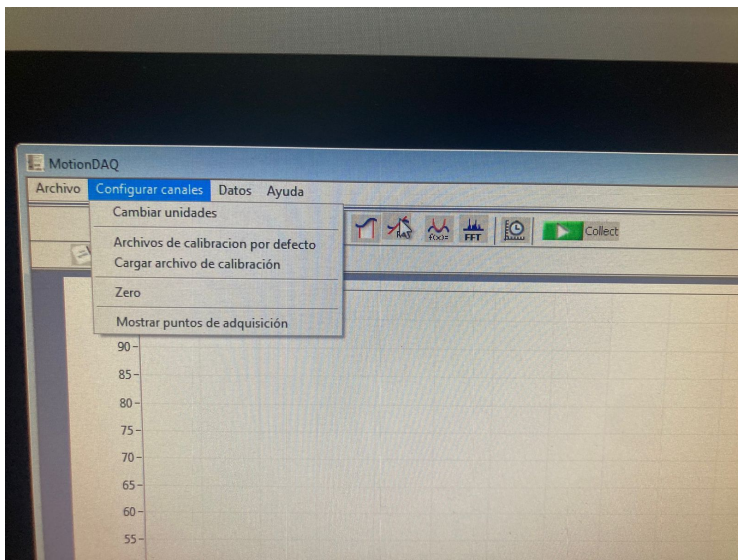 MotionDAQ
Archivo Configurar canales Datos Ayuda
Cambiar unidades
Archivos de calibracion por defecto
Cargar archivo de calibración
Zero
Mostrar puntos de adquisición
RAS
f(x)=
FFT
Collect
90
85
80
75
70
65
60
55